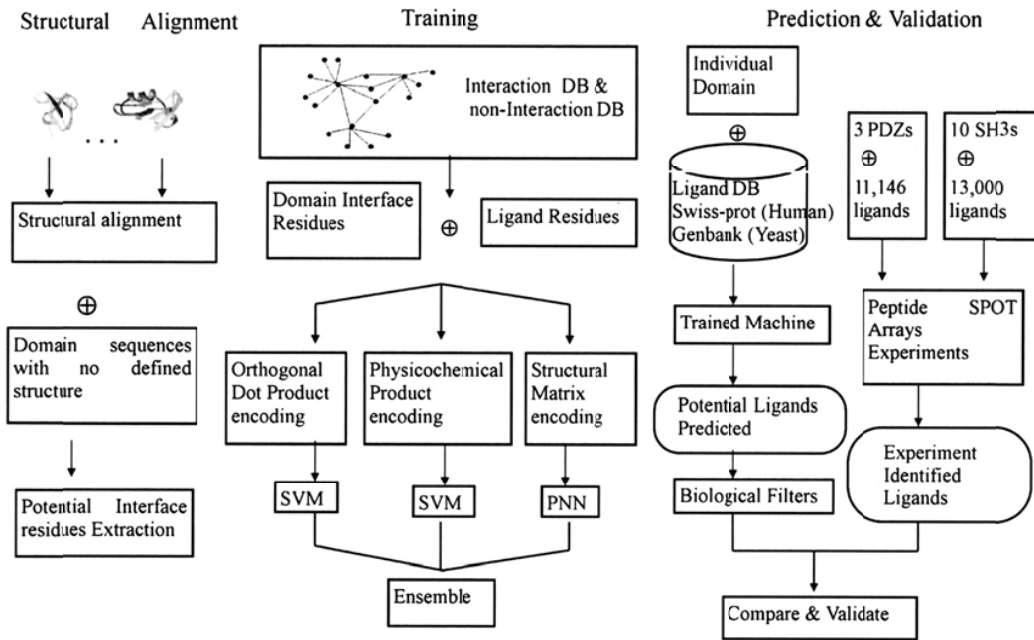 Structural Alignment
. . .
Structural alignment
⊕
Domain sequences
with no defined
structure
Potential Interface
residues Extraction
Training
Interaction DB &
non-Interaction DB
Domain Interface
Residues
⊕
Ligand Residues
Orthogonal
Dot Product
encoding
Physicochemical
Product
encoding
Structural
Matrix
encoding
SVM
SVM
PNN
Ensemble
Prediction & Validation
Individual
Domain
⊕
Ligand DB
Swiss-prot (Human)
Genbank (Yeast)
Trained Machine
Potential Ligands
Predicted
Biological Filters
3 PDZs
⊕
11,146
ligands
10 SH3s
⊕
13,000
ligands
Peptide SPOT
Arrays
Experiments
Experiment
Identified
Ligands
Compare & Validate